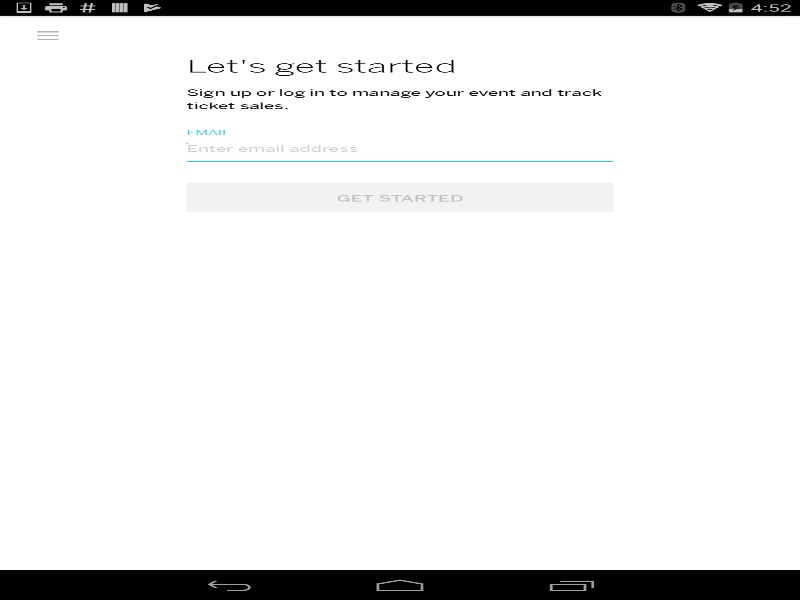 4:52
Let's get started
Sign up or log in to manage your event and track
ticket sales.
EMAIL
Enter email address
GET STARTED